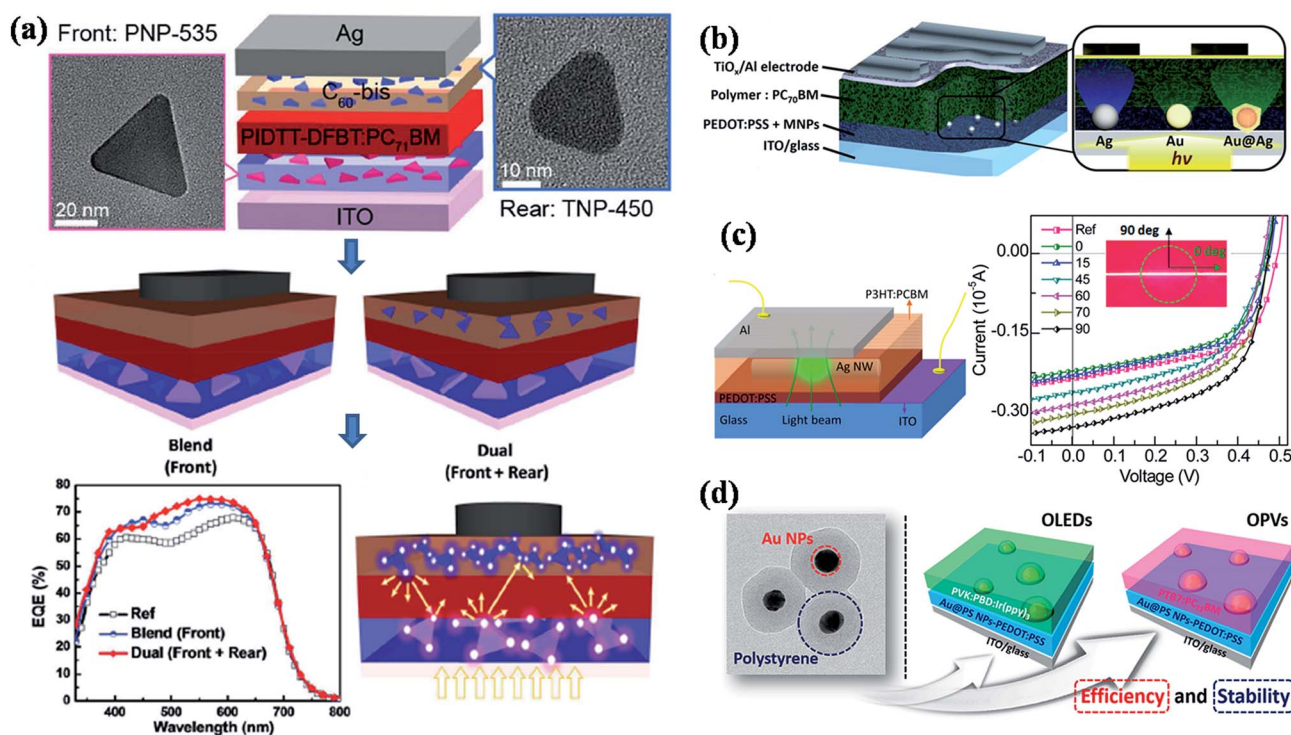 (a)
Front: PNP-535
20 nm
Ag
C60-bis
PIDTT-DFBT:PC71BM
ITO
10 nm
Rear: TNP-450
Blend
(Front)
Dual
(Front + Rear)
EQE (%)
80
70
60
50
40
30
20
10
0
Ref
Blend (Front)
Dual (Front + Rear)
400
500
600
700
800
Wavelength (nm)
(b)
TiOx/Al electrode
Polymer : PC70BM
PEDOT:PSS + MNPs
ITO/glass
Ag
Au
Au@Ag
hν
(c)
Al
P3HT:PCBM
Ag NW
PEDOT:PSS
Glass
Light beam
ITO
Current (10-5A)
0.00
-0.15
-0.30
Ref
0
15
45
60
70
90
90 deg
0 deg
-0.1
0.0
0.1
0.2
0.3
0.4
0.5
Voltage (V)
(d)
Au NPs
Polystyrene
OLEDs
PVK:PBD:Ir(ppy)3
Au@PS NPs-PEDOT:PSS
ITO/glass
OPVs
PTB7:PC71BM
Au@PS NPs-PEDOT:PSS
ITO/glass
Efficiency and Stability